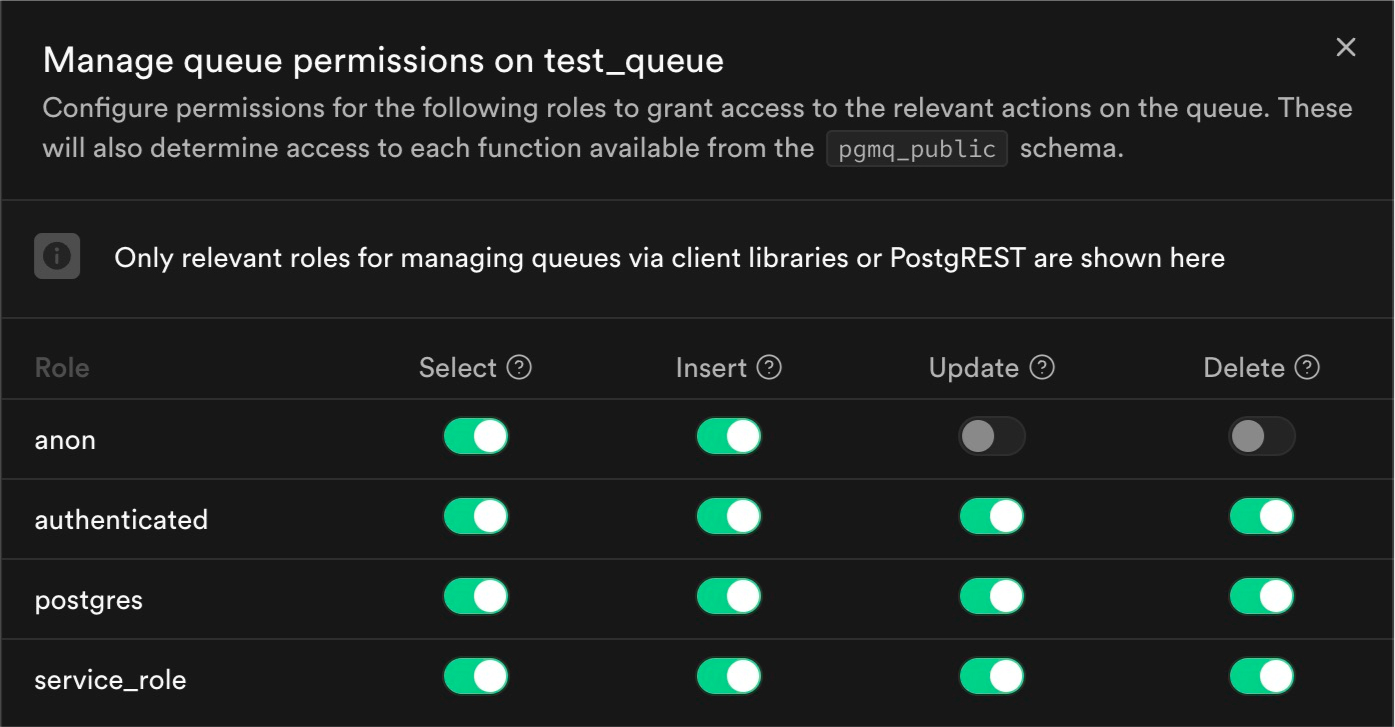 Manage queue permissions on test_queue
Configure permissions for the following roles to grant access to the relevant actions on the queue. These
will also determine access to each function available from the pgmq_public schema.
Only relevant roles for managing queues via client libraries or PostgREST are shown here
Role Select Insert Update Delete
anon
authenticated
postgres
service_role